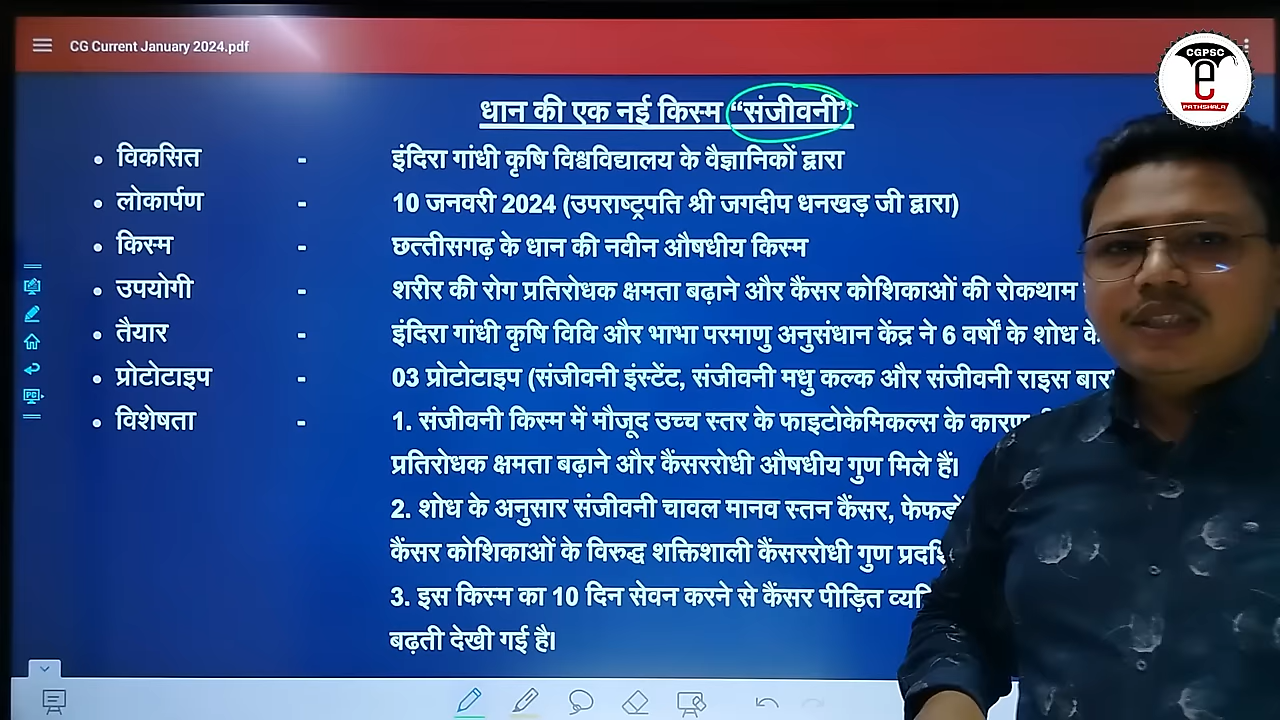 CG Current January 2024.pdf
CGPSC
e
PATHSHALA
धान की एक नई किस्म “संजीवनी”
• विकसित - इंदिरा गांधी कृषि विश्वविद्यालय के वैज्ञानिकों द्वारा
• लोकार्पण - 10 जनवरी 2024 (उपराष्ट्रपति श्री जगदीप धनखड़ जी द्वारा)
• किस्म - छत्तीसगढ़ के धान की नवीन औषधीय किस्म
• उपयोगी - शरीर की रोग प्रतिरोधक क्षमता बढ़ाने और कैंसर कोशिकाओं की रोकथाम
• तैयार - इंदिरा गांधी कृषि विवि और भाभा परमाणु अनुसंधान केंद्र ने 6 वर्षों के शोध
• प्रोटोटाइप - 03 प्रोटोटाइप (संजीवनी इंस्टेंट, संजीवनी मधु कल्क और संजीवनी राइस बार)
• विशेषता - 1. संजीवनी किस्म में मौजूद उच्च स्तर के फाइटोकेमिकल्स के कारण
प्रतिरोधक क्षमता बढ़ाने और कैंसररोधी औषधीय गुण मिले हैं।
2. शोध के अनुसार संजीवनी चावल मानव स्तन कैंसर,
कैंसर कोशिकाओं के विरुद्ध शक्तिशाली कैंसररोधी गुण
3. इस किस्म का 10 दिन सेवन करने से कैंसर पीड़ित
बढ़ती देखी गई है।